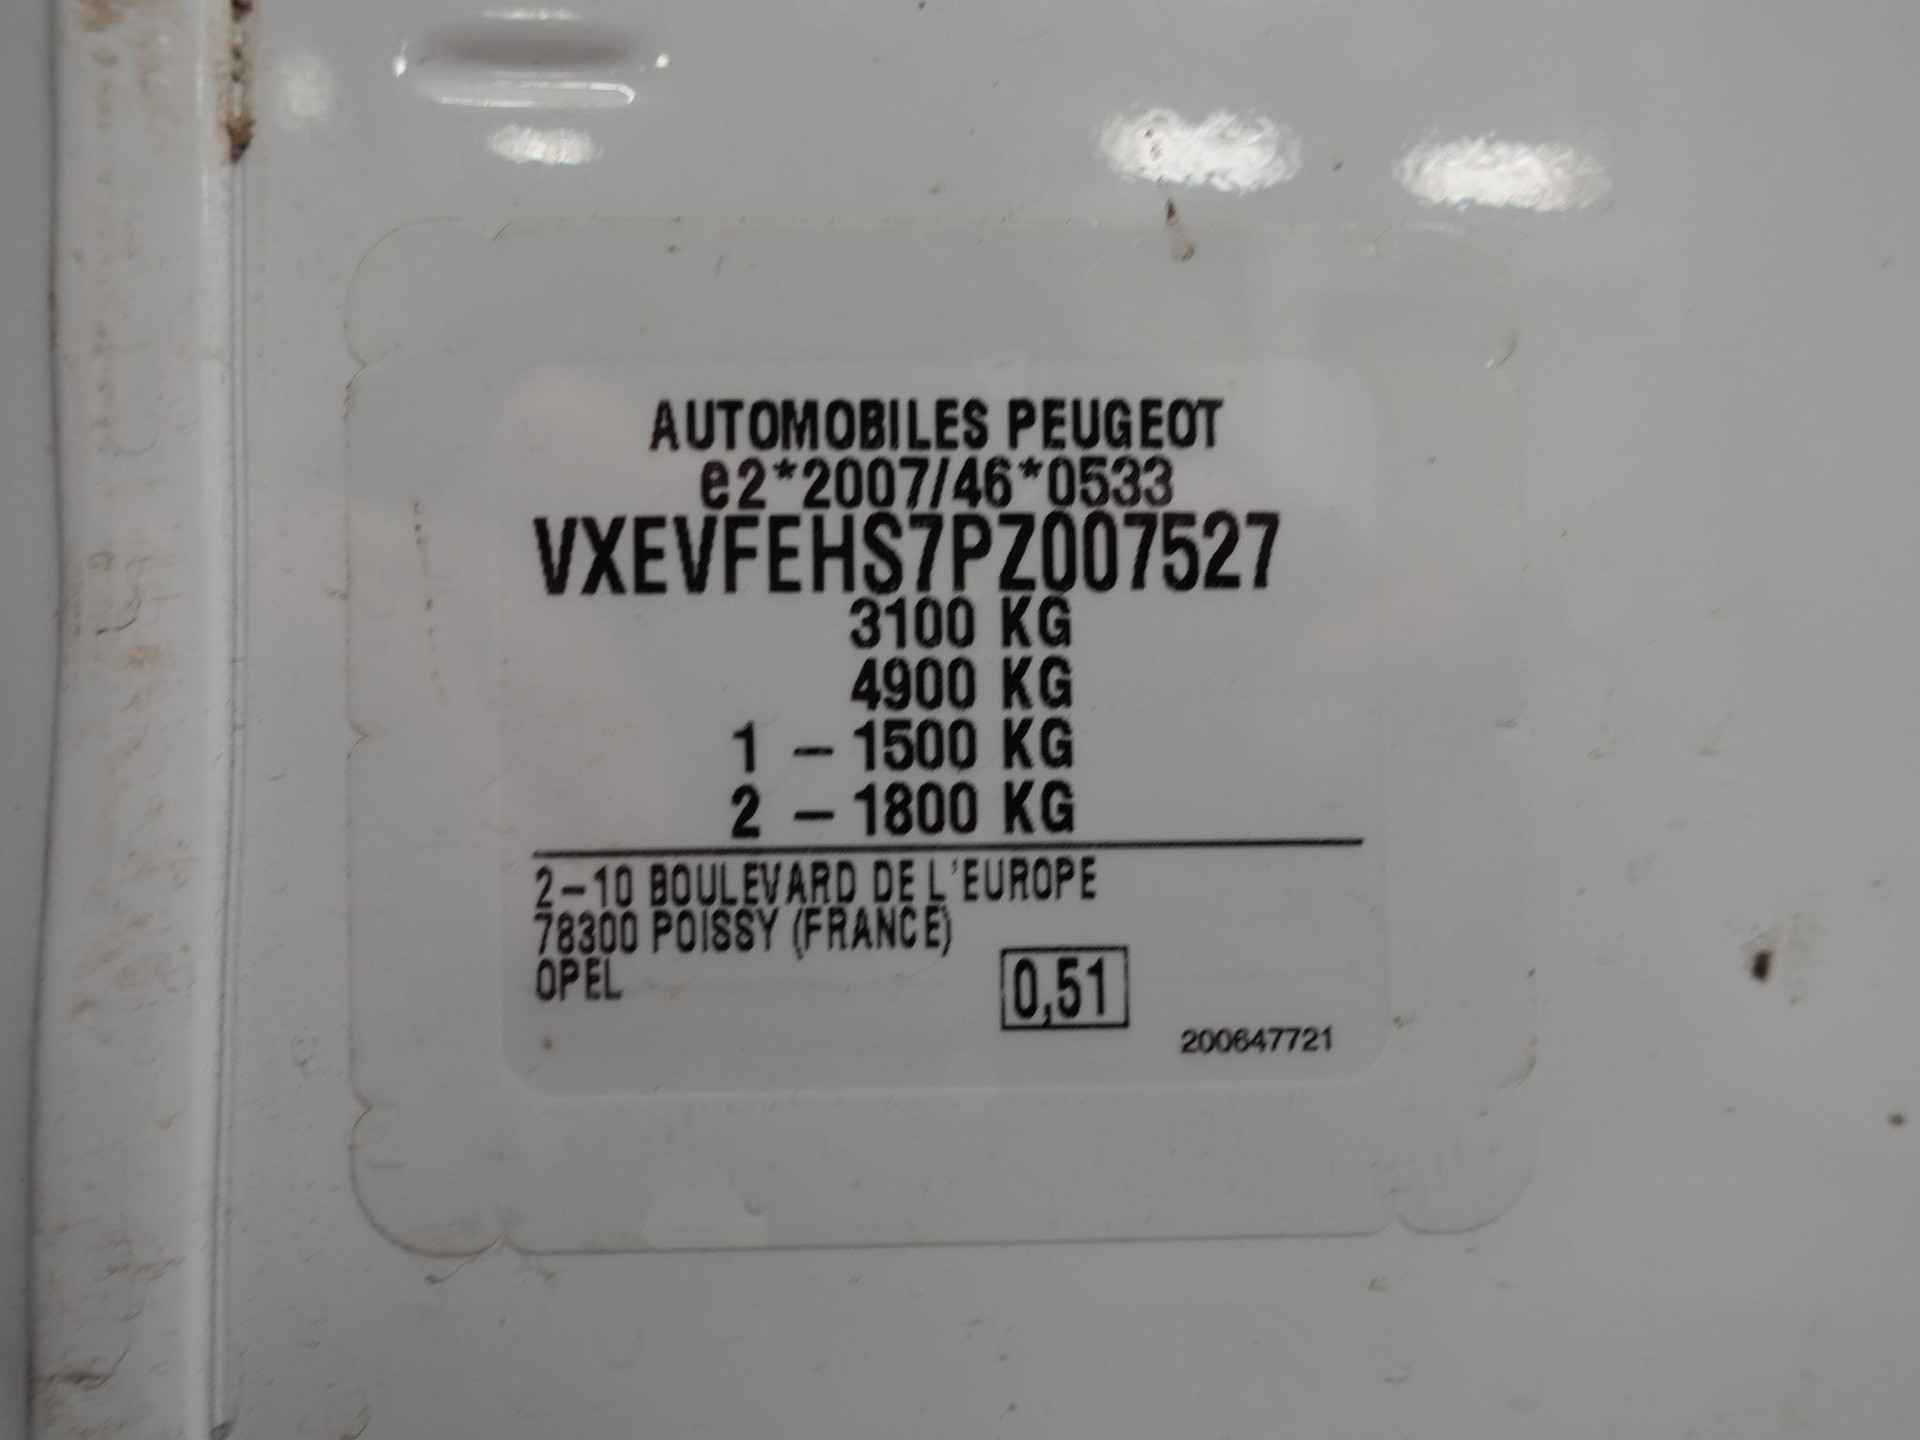 AUTOMOBILES PEUGEOT
e2*2007/46*0533
VXEVFEHS7PZ007527
3100 KG
4900 KG
1 – 1500 KG
2 – 1800 KG
2–10 BOULEVARD DE L'EUROPE
78300 POISSY (FRANCE)
OPEL
0,51
200647721